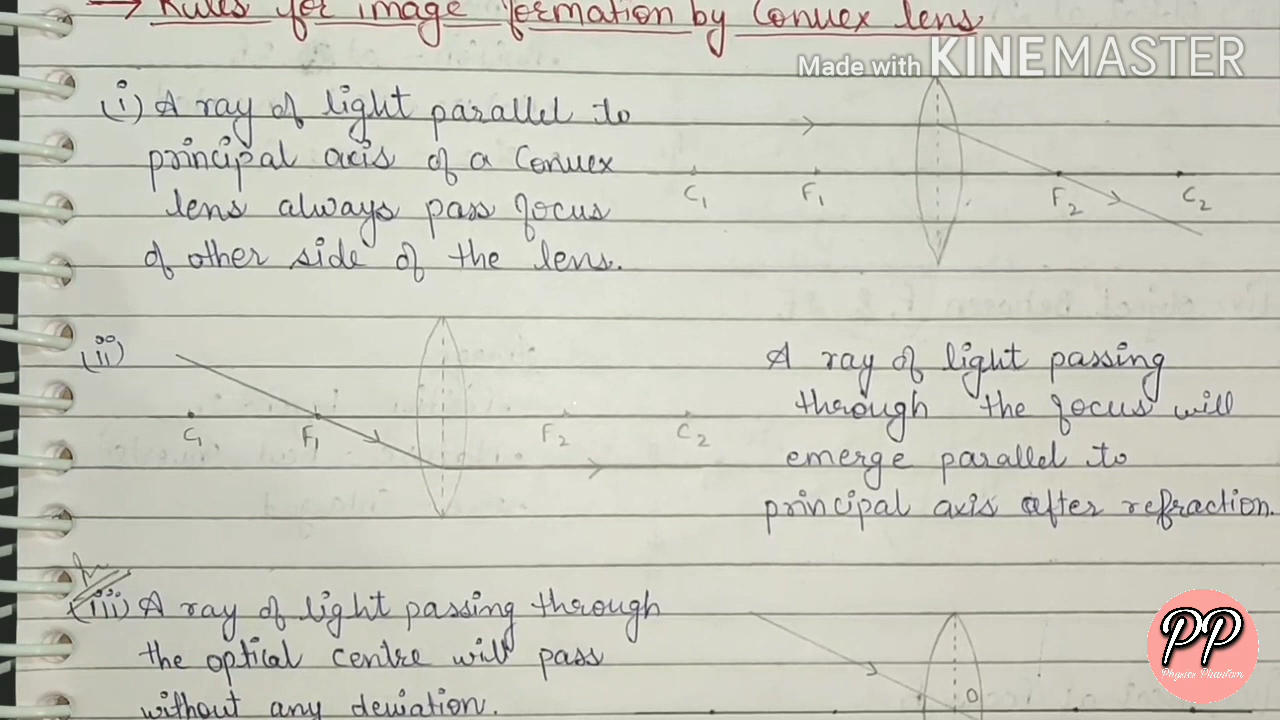 → Rules for image formation by Convex lens
Made with KINEMASTER
(i) A ray of light parallel to
principal axis of a Convex
lens always pass focus
of other side of the lens.
C1 F1 F2 C2
(ii)
C1 F1 F2 C2
A ray of light passing
through the focus will
emerge parallel to
principal axis after refraction.
(iii) A ray of light passing through
the optical centre will pass
without any deviation.
O
PP
Physics Phantom